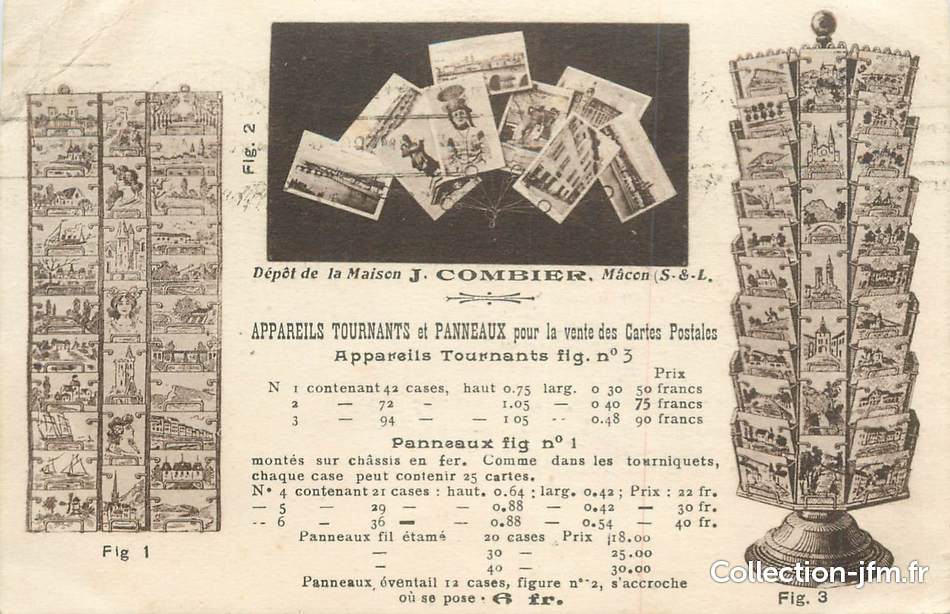 Fig. 2
Dépôt de la Maison J. COMBIER. Mâcon (S-&-L.
APPAREILS TOURNANTS et PANNEAUX pour la vente des Cartes Postales
Appareils Tournants fig. nº 3
Prix
N 1 contenant 42 cases, haut 0.75 larg. 0 30 50 francs
2 — 72 — — 1.05 — 0 40 75 francs
3 — 94 — — 1 05 — 0.48 90 francs
Panneaux fig nº 1
montés sur châssis en fer. Comme dans les tourniquets,
chaque case peut contenir 25 cartes.
Nº 4 contenant 21 cases : haut. 0.64 ; larg. 0.42 ; Prix : 22 fr.
— 5 — 29 — — 0.88 — 0.42 — 30 fr.
-- 6 — 36 — — 0.88 — 0.54 — 40 fr.
Panneaux fil étamé 20 cases Prix 18.00
— 30 — 25.00
— 40 — 30.00
Panneaux éventail 12 cases, figure nº 2, s'accroche
où se pose · 6 fr.
Fig 1
Fig. 3
Collection-jfm.fr